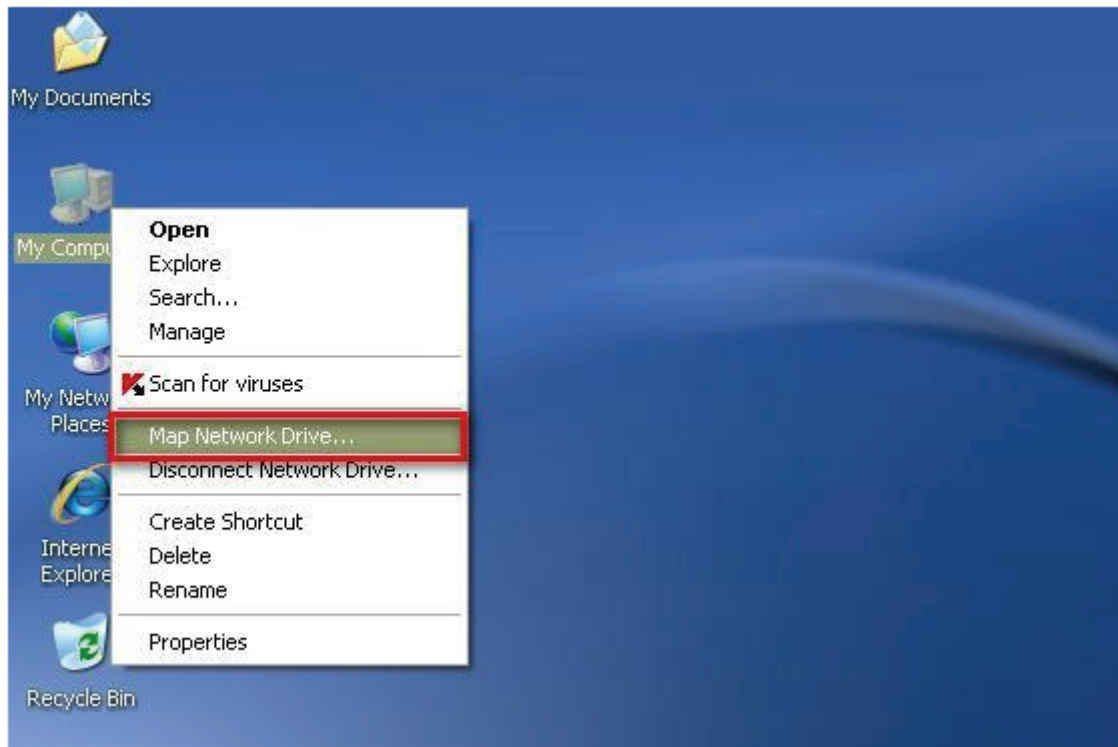 My Documents
My Compu
Open
Explore
Search...
Manage
Scan for viruses
Map Network Drive...
Disconnect Network Drive...
Create Shortcut
Delete
Rename
Properties
My Netw
Places
Interne
Explore
Recycle Bin